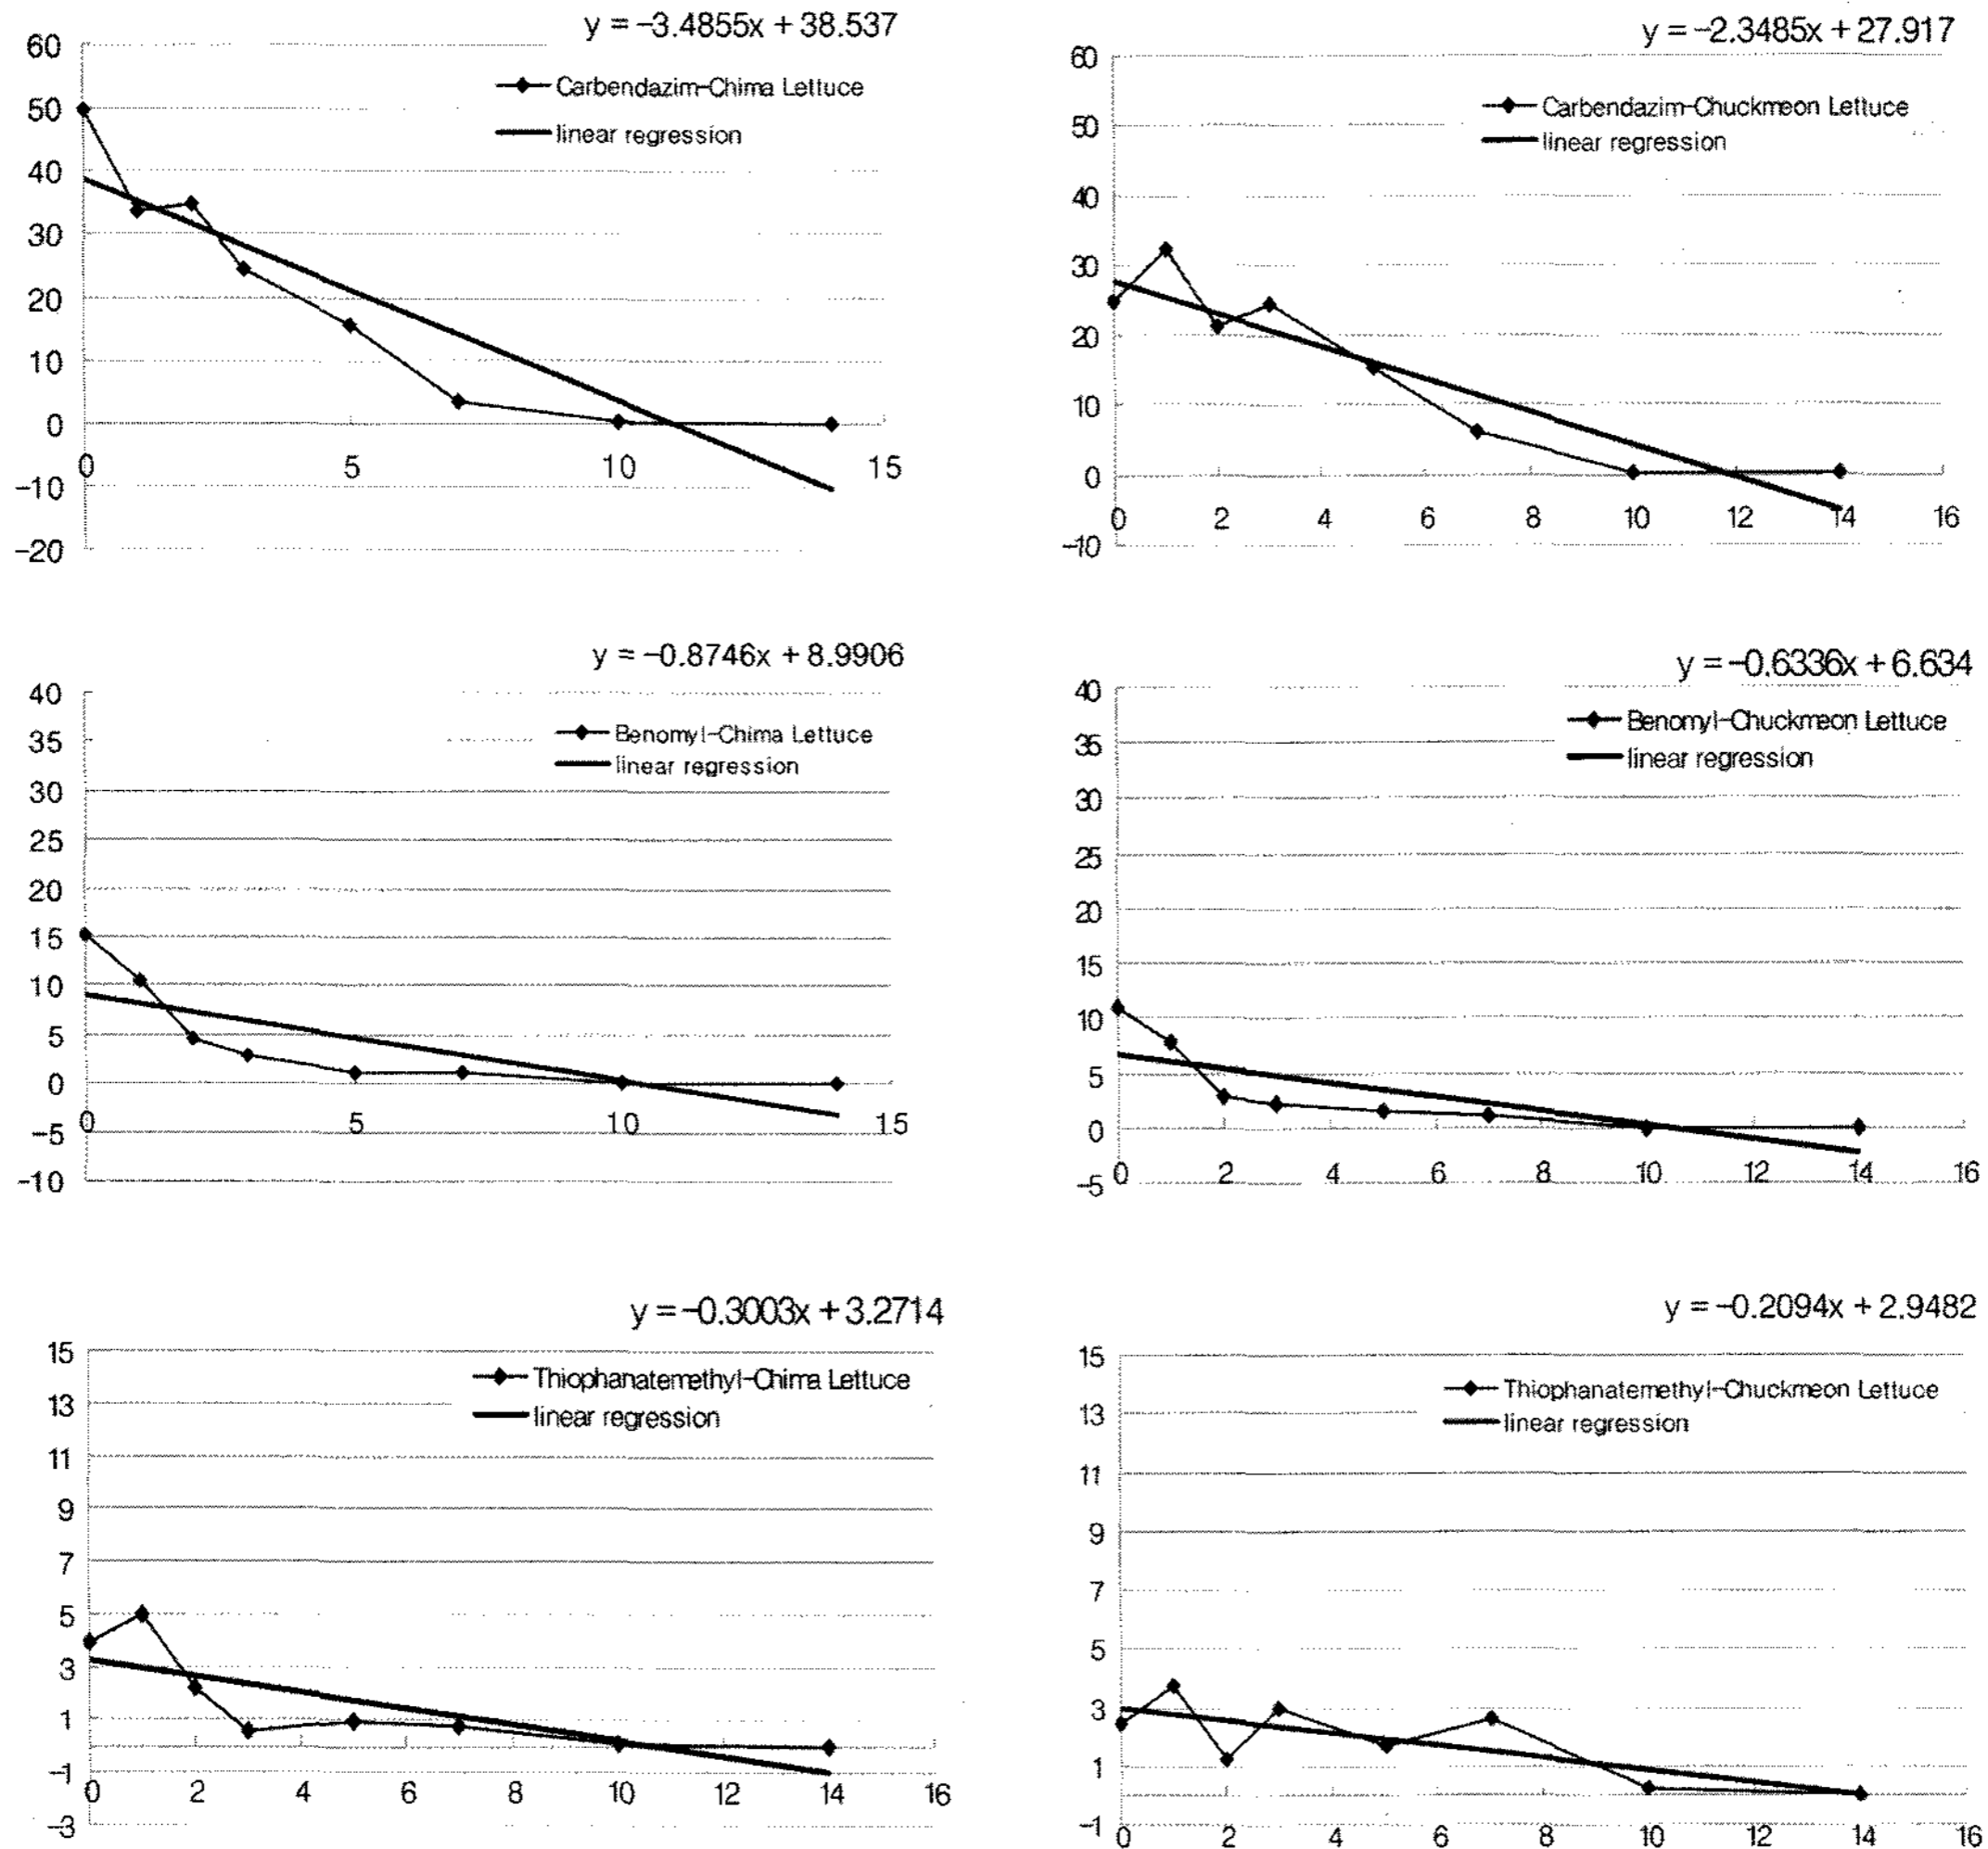 y = −3.4855x + 38.537
60
50
40
30
20
10
0
−10
−20
Carbendazim-Chima Lettuce
linear regression
0 5 10 15
y = −2.3485x + 27.917
60
50
40
30
20
10
0
−10
Carbendazim-Chuckmeon Lettuce
linear regression
0 2 4 6 8 10 12 14 16
y = −0.8746x + 8.9906
40
35
30
25
20
15
10
5
0
−5
−10
Benomyl-Chima Lettuce
linear regression
0 5 10 15
y = −0.6336x + 6.634
40
35
30
25
20
15
10
5
0
−5
Benomyl-Chuckmeon Lettuce
linear regression
0 2 4 6 8 10 12 14 16
y = −0.3003x + 3.2714
15
13
11
9
7
5
3
1
−1
−3
Thiophanatemethyl-Chima Lettuce
linear regression
0 2 4 6 8 10 12 14 16
y = −0.2094x + 2.9482
15
13
11
9
7
5
3
1
−1
Thiophanatemethyl-Chuckmeon Lettuce
linear regression
0 2 4 6 8 10 12 14 16